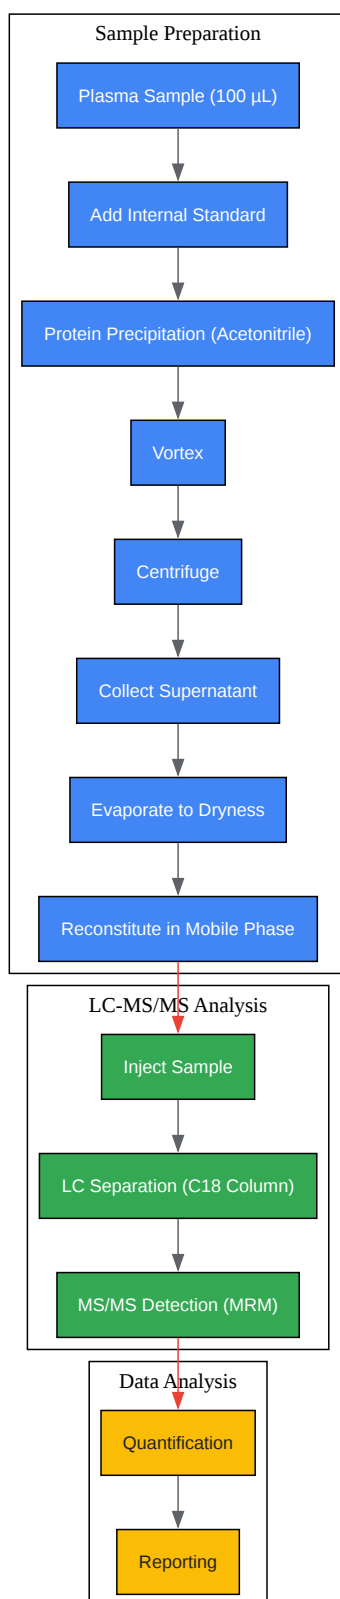 Sample Preparation
Plasma Sample (100 µL)
Add Internal Standard
Protein Precipitation (Acetonitrile)
Vortex
Centrifuge
Collect Supernatant
Evaporate to Dryness
Reconstitute in Mobile Phase
LC-MS/MS Analysis
Inject Sample
LC Separation (C18 Column)
MS/MS Detection (MRM)
Data Analysis
Quantification
Reporting